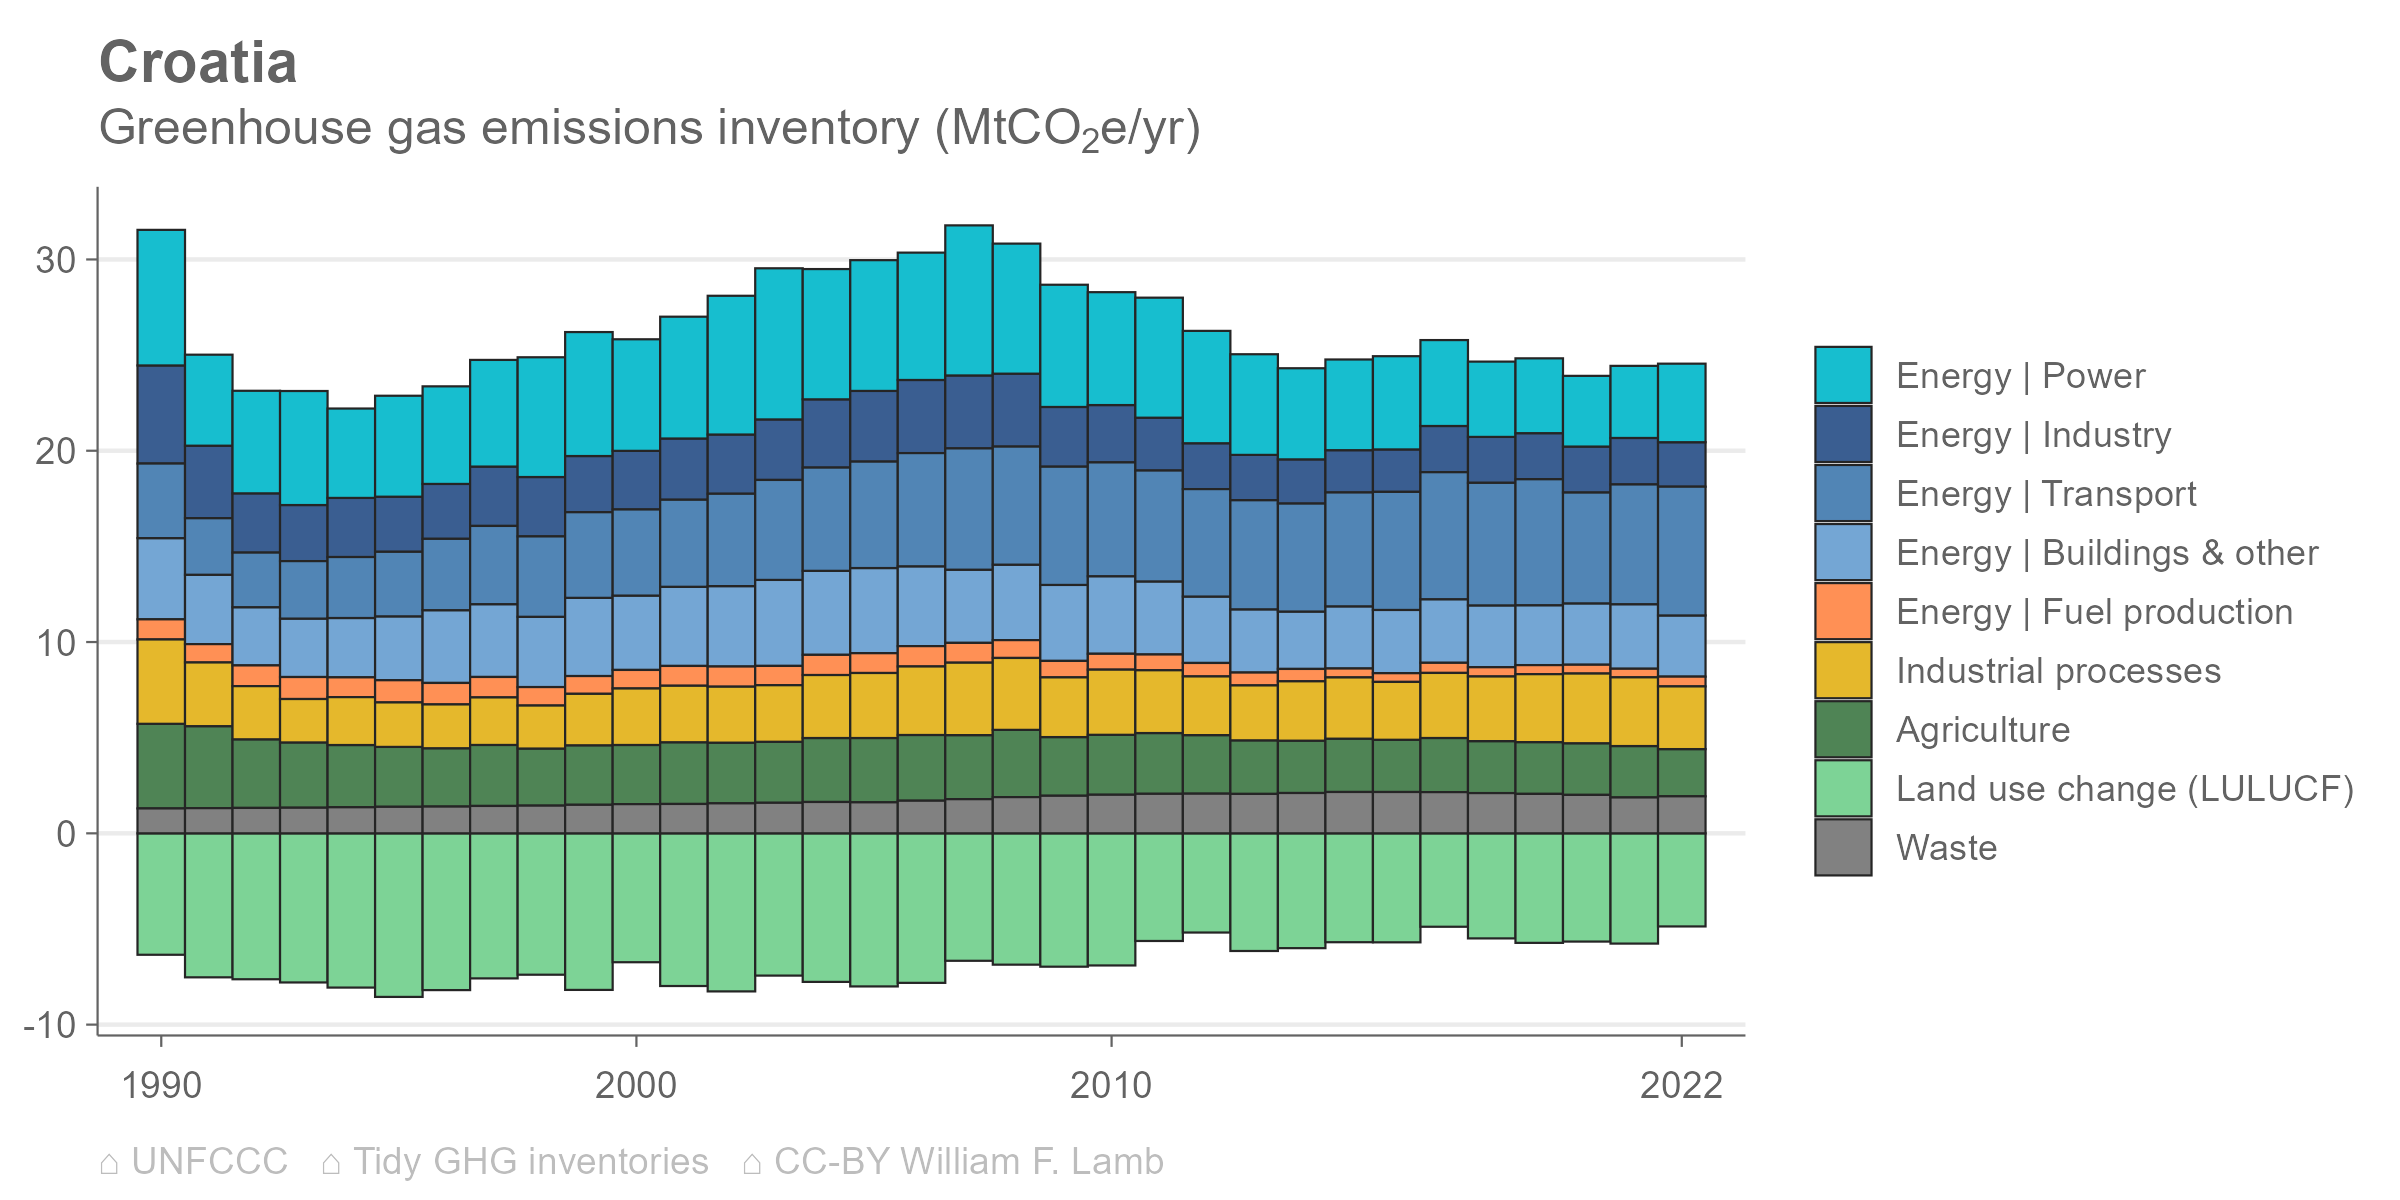 Croatia
Greenhouse gas emissions inventory (MtCO₂e/yr)
30
20
10
0
-10
1990
2000
2010
2022
Energy | Power
Energy | Industry
Energy | Transport
Energy | Buildings & other
Energy | Fuel production
Industrial processes
Agriculture
Land use change (LULUCF)
Waste
⌂ UNFCCC ⌂ Tidy GHG inventories ⌂ CC-BY William F. Lamb